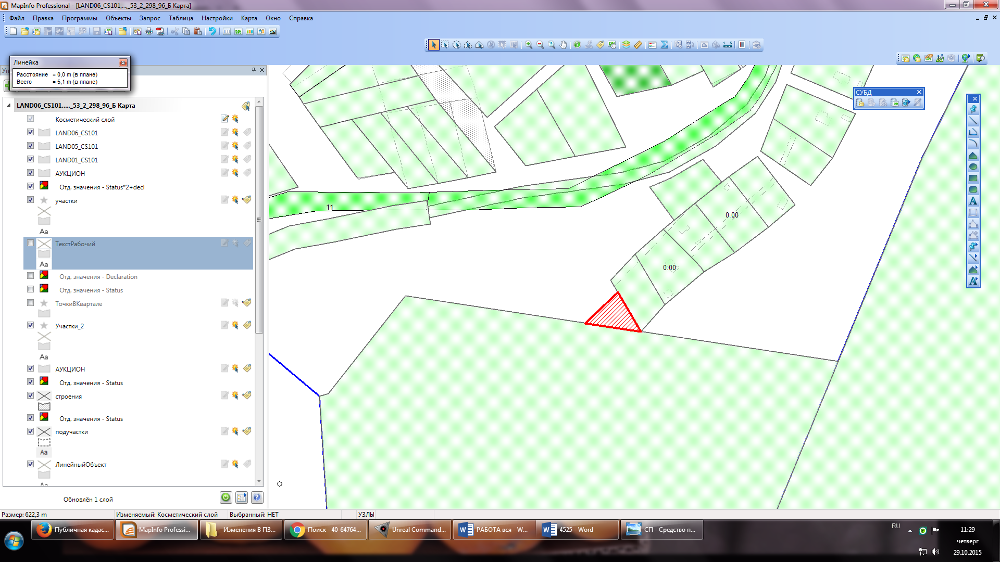 MapInfo Professional - [LAND06_CS101,...,_53_2_298_96_Б Карта]
Файл Правка Программы Объекты Запрос Таблица Настройки Карта Окно Справка
Линейка
Расстояние = 0,0 m (в плане)
Всего = 5,1 m (в плане)
LAND06_CS101,...,_53_2_298_96_Б Карта
Косметический слой
LAND06_CS101
LAND05_CS101
LAND01_CS101
АУКЦИОН
Отд. значения - Status*2+decl
участки
Aa
ТекстРабочий
Aa
Отд. значения - Declaration
Отд. значения - Status
ТочкиВКвартале
Участки_2
Aa
АУКЦИОН
Отд. значения - Status
строения
Отд. значения - Status
подучастки
Aa
ЛинейныйОбъект
Обновлён 1 слой
СУБД
11
0.00
0.00
Размер: 622,3 m Изменяемый: Косметический слой Выбранный: НЕТ УЗЛЫ
Публичная кадас...
MapInfo Professi...
Изменения В ПЗ...
Поиск - 40-64764...
Unreal Command...
РАБОТА вся - W...
4525 - Word
СП - Средство п...
RU
11:29
четверг
29.10.2015